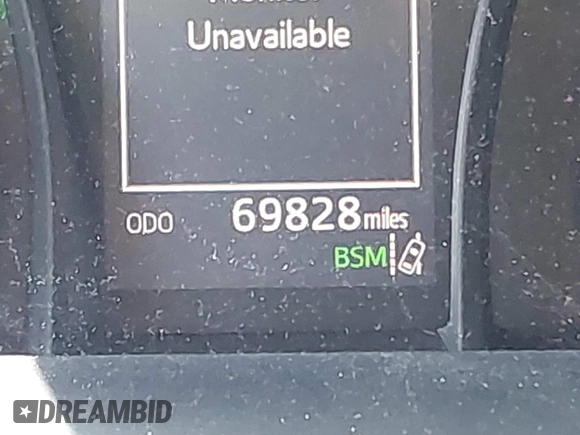 Unavailable
ODO 69828 miles
BSM
DREAMBID